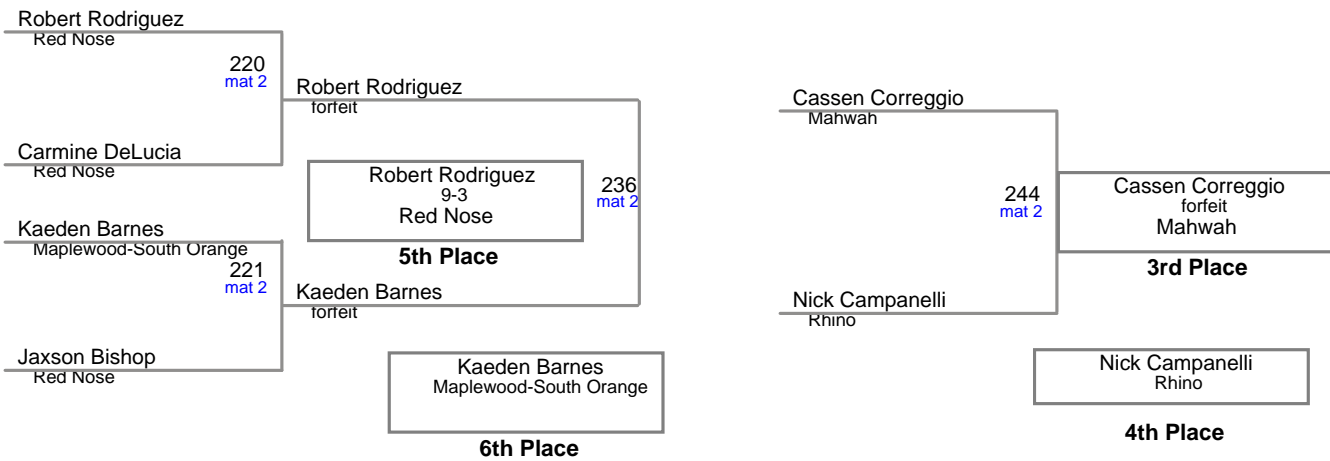 Robert Rodriguez
Red Nose
220
mat 2
Robert Rodriguez
forfeit
Carmine DeLucia
Red Nose
Robert Rodriguez
9-3
Red Nose
5th Place
236
mat 2
Kaeden Barnes
Maplewood-South Orange
221
mat 2
Kaeden Barnes
forfeit
Jaxson Bishop
Red Nose
Kaeden Barnes
Maplewood-South Orange
6th Place
Cassen Correggio
Mahwah
244
mat 2
Cassen Correggio
forfeit
Mahwah
3rd Place
Nick Campanelli
Rhino
Nick Campanelli
Rhino
4th Place